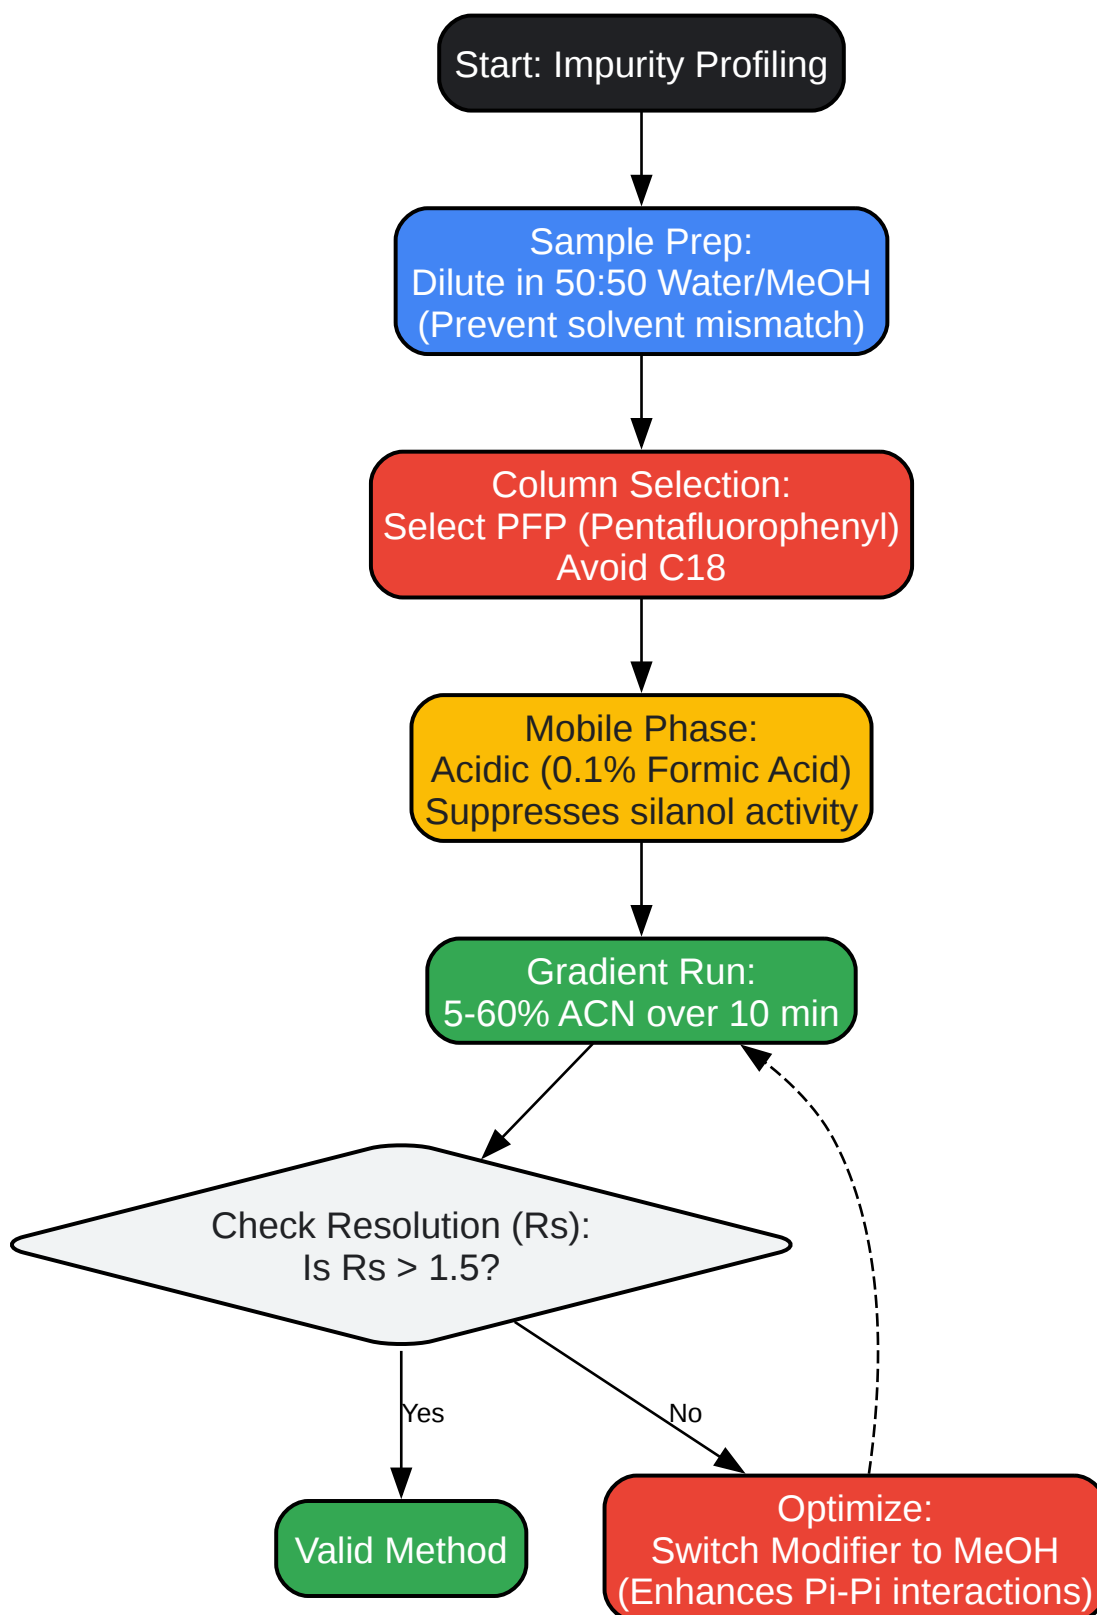 Start: Impurity Profiling
Sample Prep:
Dilute in 50:50 Water/MeOH
(Prevent solvent mismatch)
Column Selection:
Select PFP (Pentafluorophenyl)
Avoid C18
Mobile Phase:
Acidic (0.1% Formic Acid)
Suppresses silanol activity
Gradient Run:
5-60% ACN over 10 min
Check Resolution (Rs):
Is Rs > 1.5?
Yes
No
Valid Method
Optimize:
Switch Modifier to MeOH
(Enhances Pi-Pi interactions)